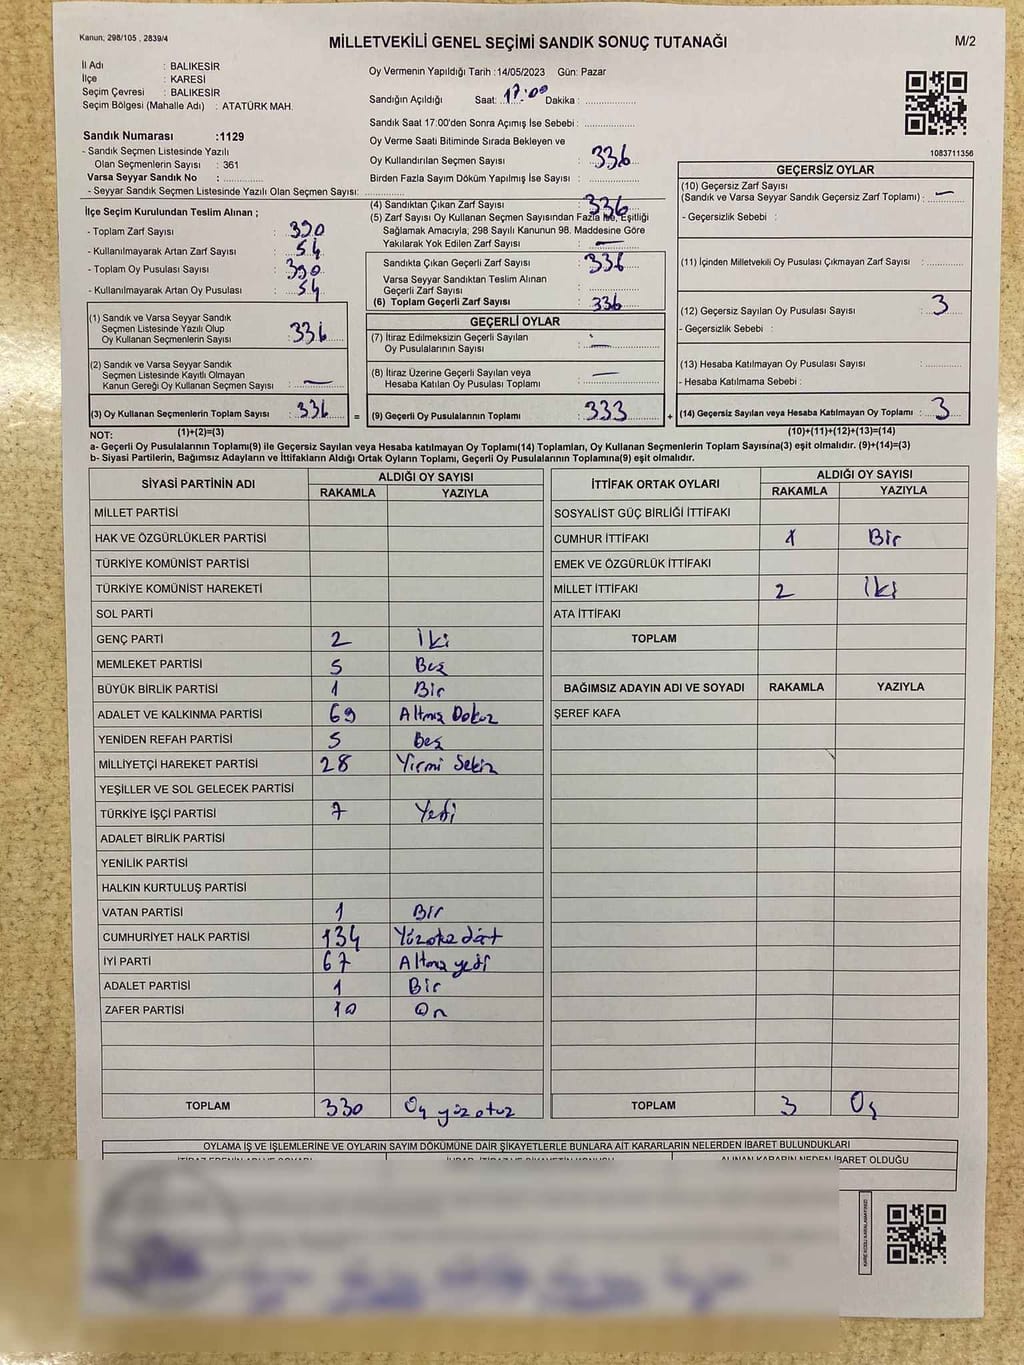 Kanun; 298/105 , 2839/4
MİLLETVEKİLİ GENEL SEÇİMİ SANDIK SONUÇ TUTANAĞI
M/2
İl Adı : BALIKESİR
İlçe : KARESİ
Seçim Çevresi : BALIKESİR
Seçim Bölgesi (Mahalle Adı) : ATATÜRK MAH.
Oy Vermenin Yapıldığı Tarih :14/05/2023 Gün: Pazar
Sandığın Açıldığı Saat: 17:00 Dakika : ..............
Sandık Saat 17:00'den Sonra Açımış İse Sebebi : ..............
Oy Verme Saati Bitiminde Sırada Bekleyen ve
Oy Kullandırılan Seçmen Sayısı : 336
Birden Fazla Sayım Döküm Yapılmış İse Sayısı : ..............
1083711356
Sandık Numarası :1129
- Sandık Seçmen Listesinde Yazılı
Olan Seçmenlerin Sayısı : 361
Varsa Seyyar Sandık No : ..............
- Seyyar Sandık Seçmen Listesinde Yazılı Olan Seçmen Sayısı: ..............
İlçe Seçim Kurulundan Teslim Alınan ;
- Toplam Zarf Sayısı : 390
- Kullanılmayarak Artan Zarf Sayısı : 54
- Toplam Oy Pusulası Sayısı : 390
- Kullanılmayarak Artan Oy Pusulası : 54
(4) Sandıktan Çıkan Zarf Sayısı : 336
(5) Zarf Sayısı Oy Kullanan Seçmen Sayısından Fazla İse, Eşitliği
Sağlamak Amacıyla; 298 Sayılı Kanunun 98. Maddesine Göre
Yakılarak Yok Edilen Zarf Sayısı : —
Sandıkta Çıkan Geçerli Zarf Sayısı : 336
Varsa Seyyar Sandıktan Teslim Alınan
Geçerli Zarf Sayısı : ..............
(6) Toplam Geçerli Zarf Sayısı : 336
GEÇERSİZ OYLAR
(10) Geçersiz Zarf Sayısı
(Sandık ve Varsa Seyyar Sandık Geçersiz Zarf Toplamı) : —
- Geçersizlik Sebebi :
(11) İçinden Milletvekili Oy Pusulası Çıkmayan Zarf Sayısı : ..............
(12) Geçersiz Sayılan Oy Pusulası Sayısı : 3
- Geçersizlik Sebebi :
(13) Hesaba Katılmayan Oy Pusulası Sayısı : ..............
- Hesaba Katılmama Sebebi :
(14) Geçersiz Sayılan veya Hesaba Katılmayan Oy Toplamı : 3
(10)+(11)+(12)+(13)=(14)
(1) Sandık ve Varsa Seyyar Sandık
Seçmen Listesinde Yazılı Olup
Oy Kullanan Seçmenlerin Sayısı : 336
(2) Sandık ve Varsa Seyyar Sandık
Seçmen Listesinde Kayıtlı Olmayan
Kanun Gereği Oy Kullanan Seçmen Sayısı : —
(3) Oy Kullanan Seçmenlerin Toplam Sayısı : 336 =
(1)+(2)=(3)
GEÇERLİ OYLAR
(7) İtiraz Edilmeksizin Geçerli Sayılan
Oy Pusulalarının Sayısı : —
(8) İtiraz Üzerine Geçerli Sayılan veya
Hesaba Katılan Oy Pusulası Toplamı : —
(9) Geçerli Oy Pusulalarının Toplamı : 333 +
NOT:
a- Geçerli Oy Pusulalarının Toplamı(9) ile Geçersiz Sayılan veya Hesaba katılmayan Oy Toplamı(14) Toplamları, Oy Kullanan Seçmenlerin Toplam Sayısına(3) eşit olmalıdır. (9)+(14)=(3)
b- Siyasi Partilerin, Bağımsız Adayların ve İttifakların Aldığı Ortak Oyların Toplamı, Geçerli Oy Pusulalarının Toplamına(9) eşit olmalıdır.
SİYASİ PARTİNİN ADI ALDIĞI OY SAYISI
RAKAMLA YAZIYLA
MİLLET PARTİSİ
HAK VE ÖZGÜRLÜKLER PARTİSİ
TÜRKİYE KOMÜNİST PARTİSİ
TÜRKİYE KOMÜNİST HAREKETİ
SOL PARTİ
GENÇ PARTİ 2 İki
MEMLEKET PARTİSİ 5 Beş
BÜYÜK BİRLİK PARTİSİ 1 Bir
ADALET VE KALKINMA PARTİSİ 69 Altmış Dokuz
YENİDEN REFAH PARTİSİ 5 Beş
MİLLİYETÇİ HAREKET PARTİSİ 28 Yirmi Sekiz
YEŞİLLER VE SOL GELECEK PARTİSİ
TÜRKİYE İŞÇİ PARTİSİ 7 Yedi
ADALET BİRLİK PARTİSİ
YENİLİK PARTİSİ
HALKIN KURTULUŞ PARTİSİ
VATAN PARTİSİ 1 Bir
CUMHURİYET HALK PARTİSİ 134 Yüzotuz dört
İYİ PARTİ 67 Altmış yedi
ADALET PARTİSİ 1 Bir
ZAFER PARTİSİ 10 On
TOPLAM 330 Üç yüz otuz
İTTİFAK ORTAK OYLARI ALDIĞI OY SAYISI
RAKAMLA YAZIYLA
SOSYALİST GÜÇ BİRLİĞİ İTTİFAKI
CUMHUR İTTİFAKI 1 Bir
EMEK VE ÖZGÜRLÜK İTTİFAKI
MİLLET İTTİFAKI 2 İki
ATA İTTİFAKI
TOPLAM
BAĞIMSIZ ADAYIN ADI VE SOYADI RAKAMLA YAZIYLA
ŞEREF KAFA
TOPLAM 3 Üç
OYLAMA İŞ VE İŞLEMLERİNE VE OYLARIN SAYIM DÖKÜMÜNE DAİR ŞİKAYETLERLE BUNLARA AİT KARARLARIN NELERDEN İBARET BULUNDUKLARI
ALINAN KARARIN NEDEN İBARET OLDUĞU